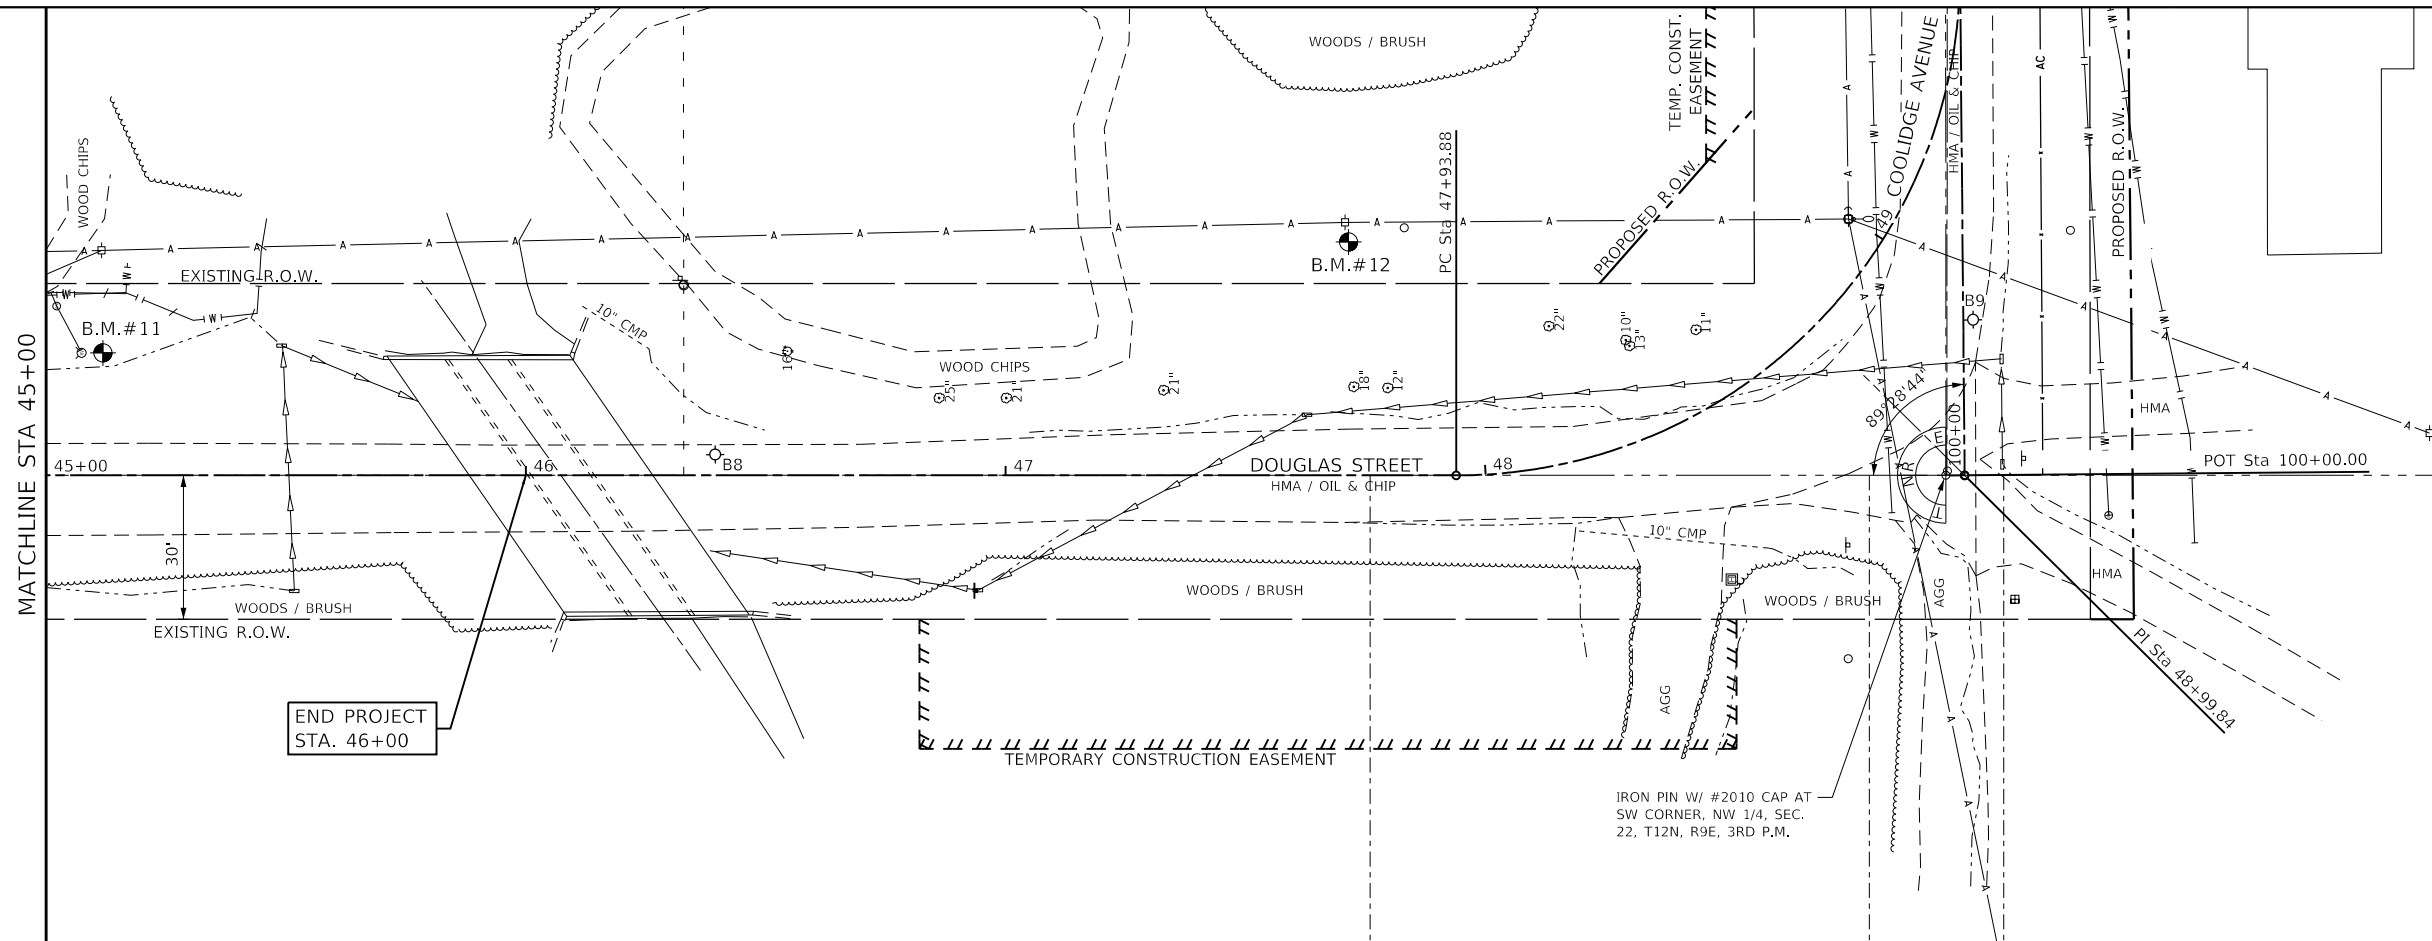 WOODS / BRUSH
TEMP. CONST.
EASEMENT
49
COOLIDGE AVENUE
HMA / OIL & CHIP
AC
WOOD CHIPS
PROPOSED R.O.W.
PROPOSED R.O.W.
PC Sta 47+93.88
EXISTING R.O.W.
B.M.#12
B.M.#11
10" CMP
22"
10"
13"
11"
B9
MATCHLINE STA 45+00
16"
WOOD CHIPS
25"
21"
21"
18"
12"
89°28'44"
HMA
45+00
46
B8
47
DOUGLAS STREET
HMA / OIL & CHIP
48
100+00
POT Sta 100+00.00
30'
10" CMP
HMA
WOODS / BRUSH
WOODS / BRUSH
WOODS / BRUSH
AGG
EXISTING R.O.W.
PI Sta 48+99.84
AGG
END PROJECT
STA. 46+00
TEMPORARY CONSTRUCTION EASEMENT
IRON PIN W/ #2010 CAP AT
SW CORNER, NW 1/4, SEC.
22, T12N, R9E, 3RD P.M.